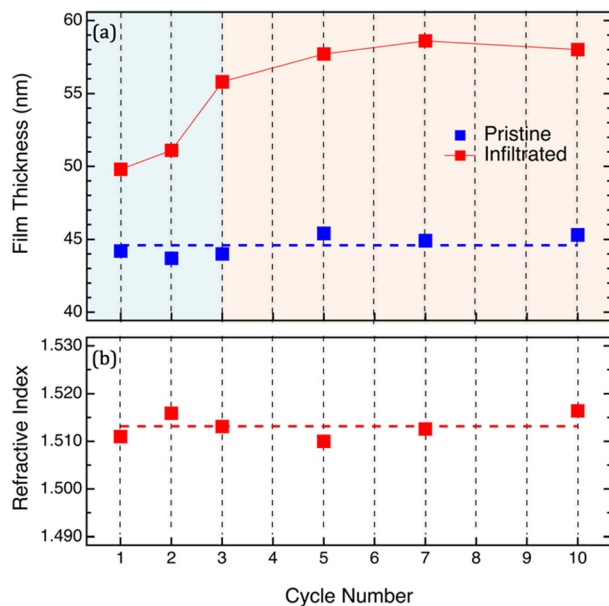 (a)
60
55
50
45
40
Film Thickness (nm)
Pristine
Infiltrated
(b)
1.530
1.520
1.510
1.500
1.490
Refractive Index
1 2 3 4 5 6 7 8 9 10
Cycle Number